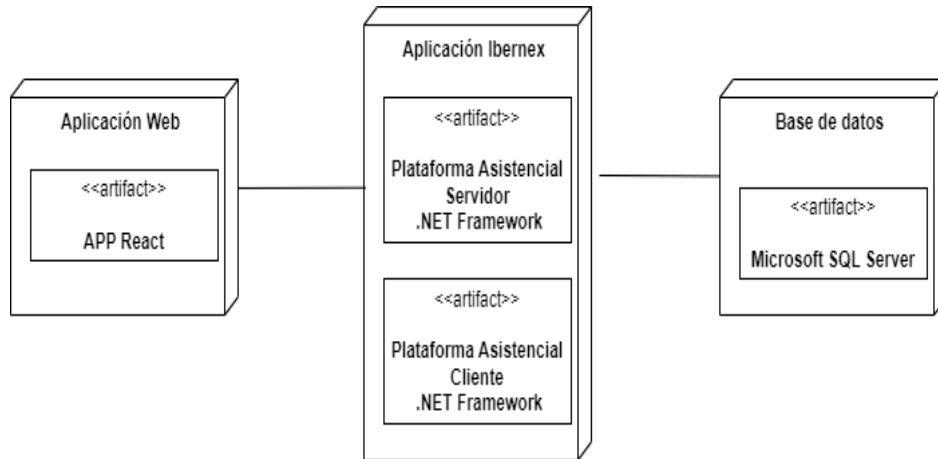 Aplicación Web
<<artifact>>
APP React
Aplicación Ibernex
<<artifact>>
Plataforma Asistencial
Servidor
.NET Framework
<<artifact>>
Plataforma Asistencial
Cliente
.NET Framework
Base de datos
<<artifact>>
Microsoft SQL Server